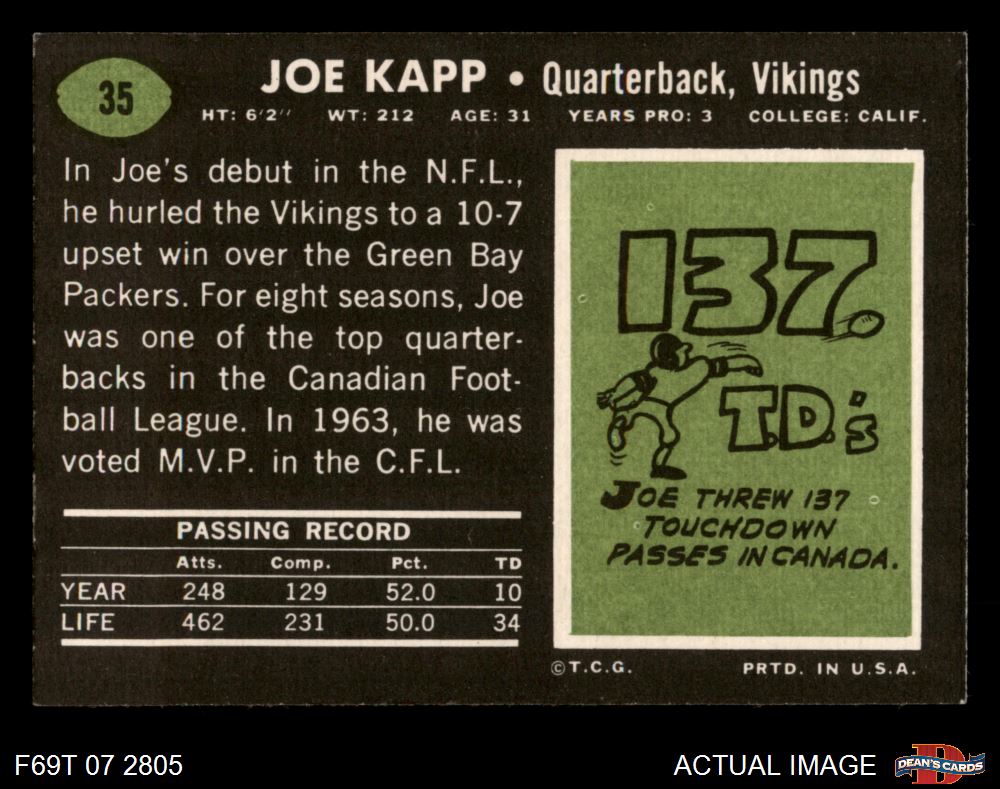 35
JOE KAPP • Quarterback, Vikings
HT: 6'2" WT: 212 AGE: 31 YEARS PRO: 3 COLLEGE: CALIF.
In Joe's debut in the N.F.L.,
he hurled the Vikings to a 10-7
upset win over the Green Bay
Packers. For eight seasons, Joe
was one of the top quarter-
backs in the Canadian Foot-
ball League. In 1963, he was
voted M.V.P. in the C.F.L.
PASSING RECORD
Atts. Comp. Pct. TD
YEAR 248 129 52.0 10
LIFE 462 231 50.0 34
137
T.D.'s
JOE THREW 137
TOUCHDOWN
PASSES IN CANADA.
©T.C.G. PRTD. IN U.S.A.
F69T 07 2805
ACTUAL IMAGE
D
DEAN'S CARDS